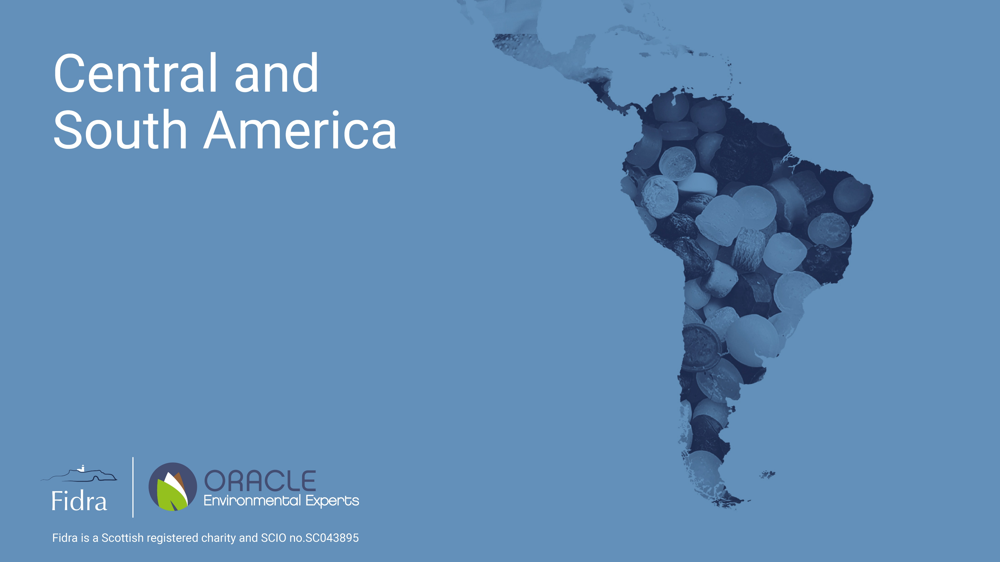 Central and
South America
Fidra
ORACLE
Environmental Experts
Fidra is a Scottish registered charity and SCIO no.SC043895